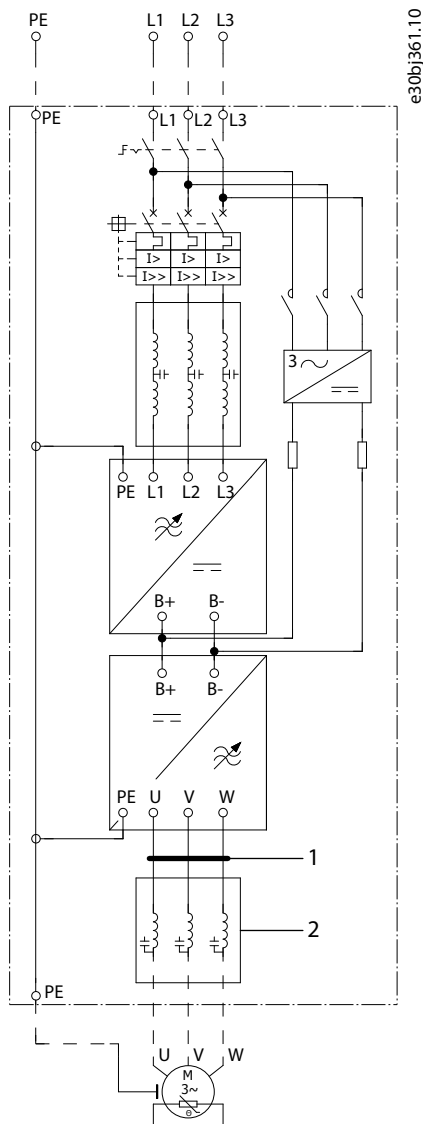 e30bj361.10
PE L1 L2 L3
PE L1 L2 L3
I> I> I>
I>> I>> I>>
3
PE L1 L2 L3
B+ B-
B+ B-
PE U V W
1
2
PE
U V W
M
3~
Θ